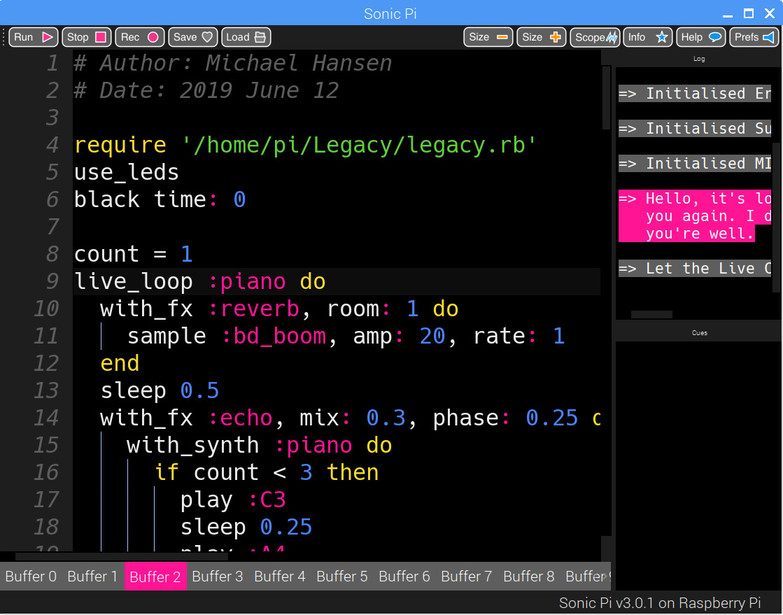 Sonic Pi
Run Stop Rec Save Load Size Size Scope Info Help Prefs
1 # Author: Michael Hansen
2 # Date: 2019 June 12
3
4 require '/home/pi/Legacy/legacy.rb'
5 use_leds
6 black time: 0
7
8 count = 1
9 live_loop :piano do
10 with_fx :reverb, room: 1 do
11 sample :bd_boom, amp: 20, rate: 1
12 end
13 sleep 0.5
14 with_fx :echo, mix: 0.3, phase: 0.25 d
15 with_synth :piano do
16 if count < 3 then
17 play :C3
18 sleep 0.25
19 play :A4
Log
=> Initialised Er
=> Initialised Su
=> Initialised MI
=> Hello, it's lo
you again. I d
you're well.
=> Let the Live C
Cues
Buffer 0 Buffer 1 Buffer 2 Buffer 3 Buffer 4 Buffer 5 Buffer 6 Buffer 7 Buffer 8 Buffer
Sonic Pi v3.0.1 on Raspberry Pi